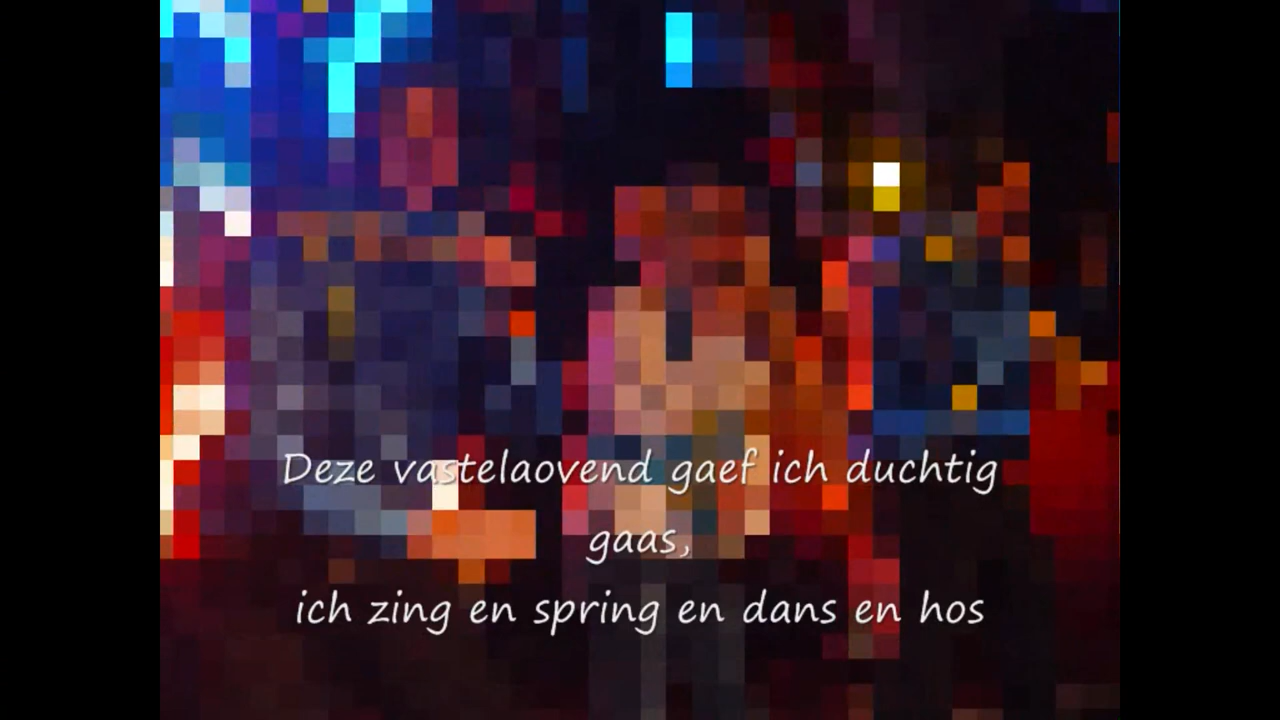 Deze vastelaovend gaef ich duchtig
gaas,
ich zing en spring en dans en hos